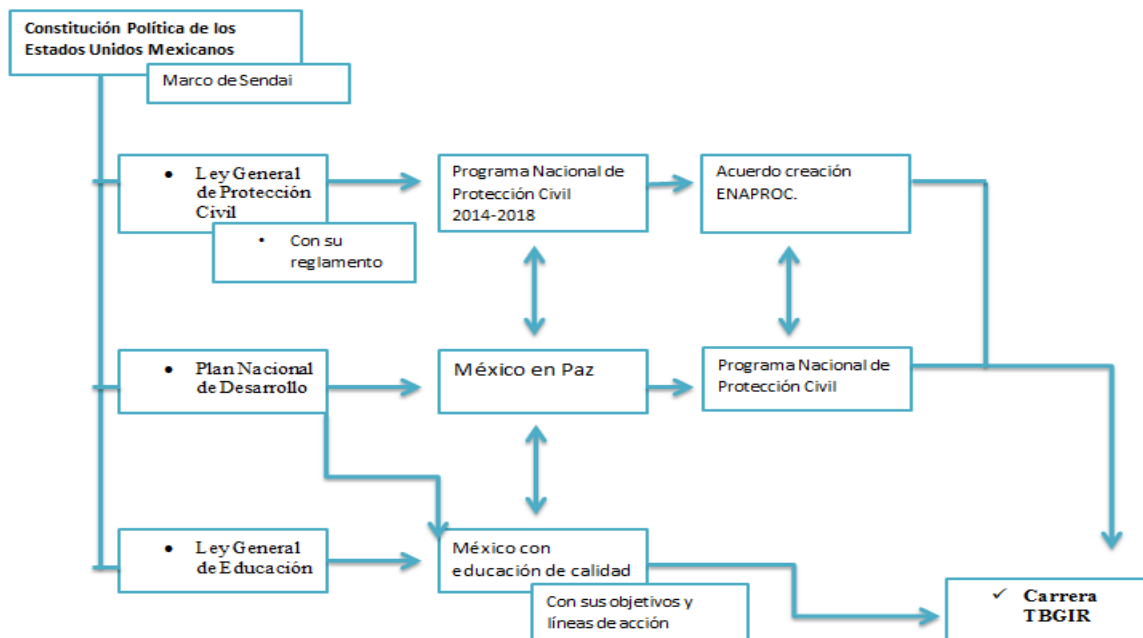 Constitución Política de los
Estados Unidos Mexicanos
Marco de Sendai
• Ley General
de Protección
Civil
• Con su
reglamento
Programa Nacional de
Protección Civil
2014-2018
Acuerdo creación
ENAPROC.
• Plan Nacional
de Desarrollo
México en Paz
Programa Nacional de
Protección Civil
• Ley General
de Educación
México con
educación de calidad
Con sus objetivos y
líneas de acción
✓ Carrera
TBGIR